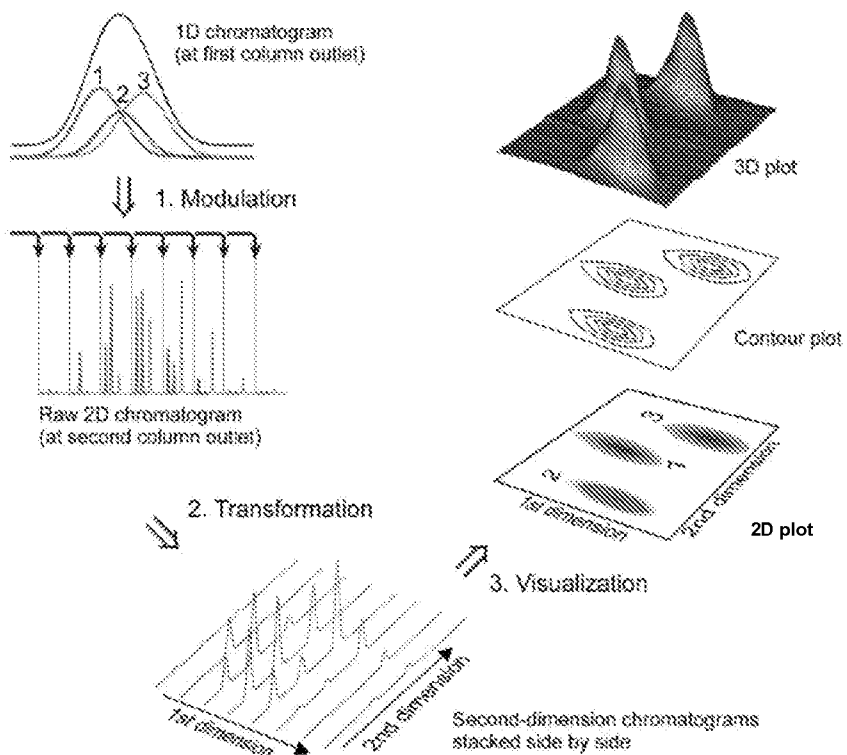 1D chromatogram
(at first column outlet)
1
2
3
1. Modulation
Raw 2D chromatogram
(at second column outlet)
2. Transformation
1st dimension
2nd. dimension
Second-dimension chromatograms
stacked side by side
3. Visualization
3D plot
Contour plot
3
1
2
1st dimension
2nd. dimension
2D plot